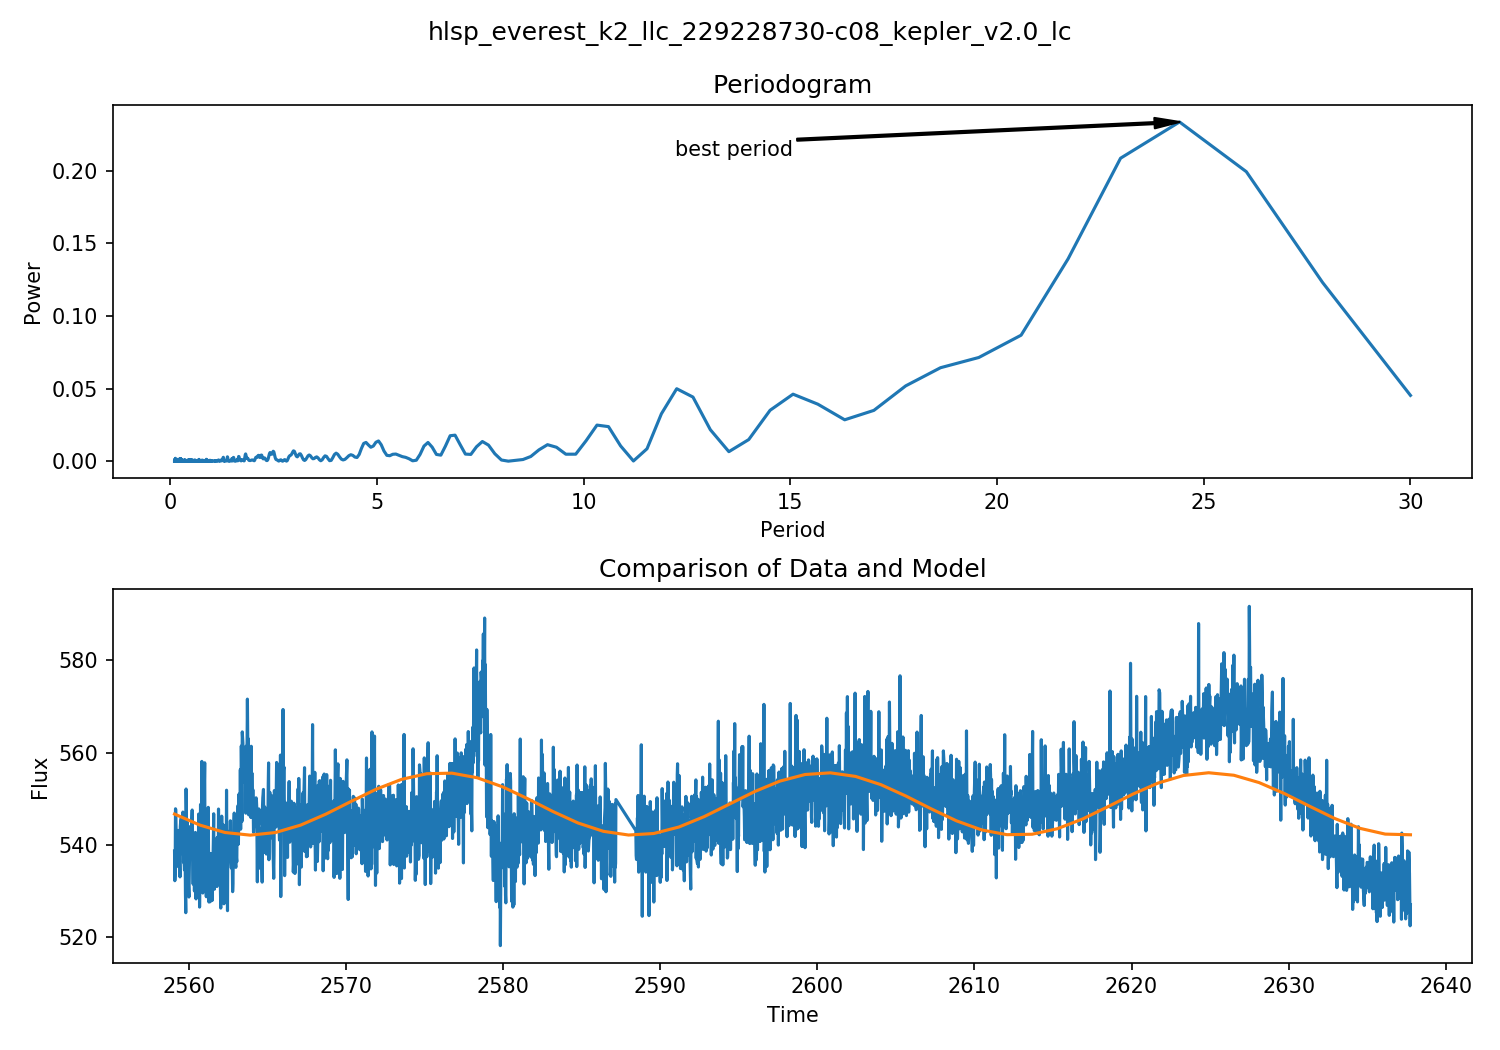 hlsp_everest_k2_llc_229228730-c08_kepler_v2.0_lc
Periodogram
best period
0.20
0.15
0.10
0.05
0.00
Power
0 5 10 15 20 25 30
Period
Comparison of Data and Model
580
560
540
520
Flux
2560 2570 2580 2590 2600 2610 2620 2630 2640
Time